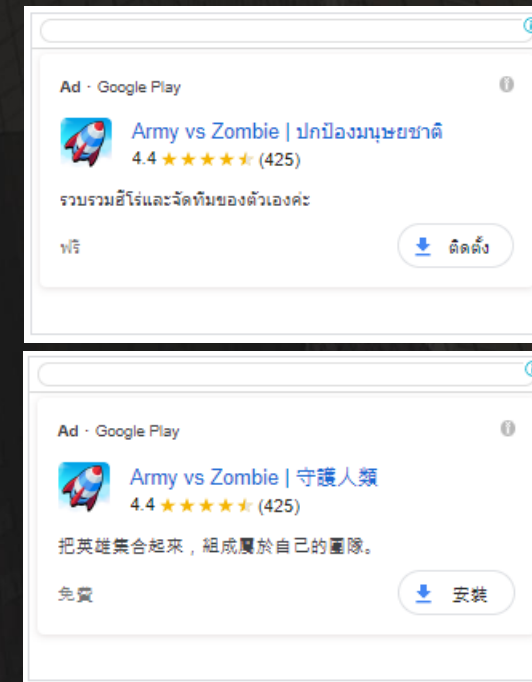 Ad · Google Play
Army vs Zombie | ปกป้องมนุษยชาติ
4.4 ★★★★★ (425)
รวบรวมฮีโร่และจัดทีมของตัวเองค่ะ
ฟรี
ติดตั้ง
Ad · Google Play
Army vs Zombie | 守護人類
4.4 ★★★★★ (425)
把英雄集合起來，組成屬於自己的團隊。
免費
安裝